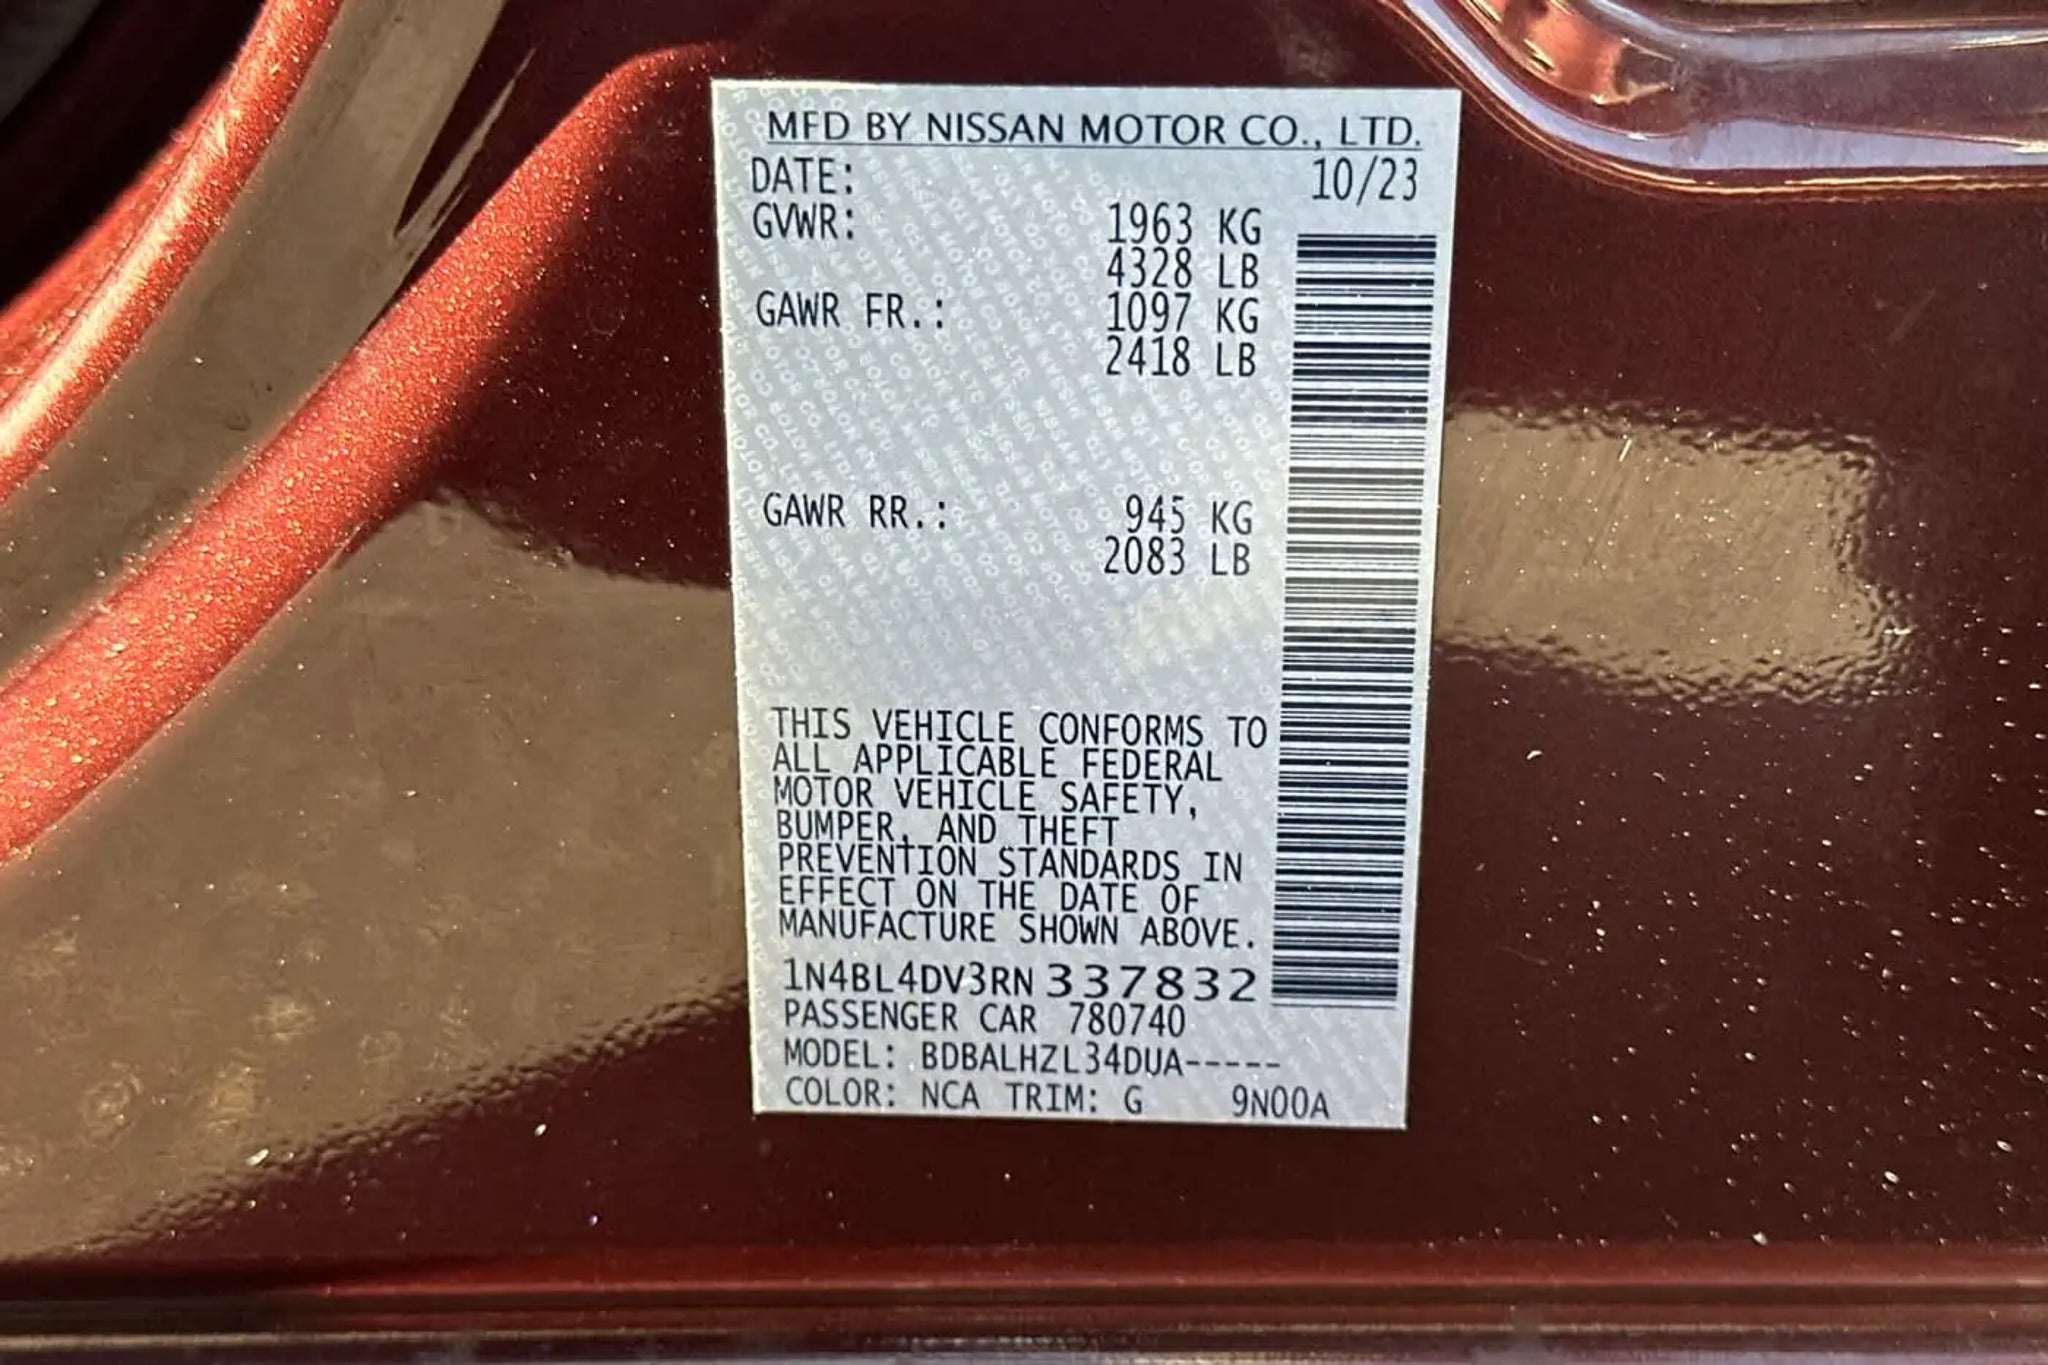 MFD BY NISSAN MOTOR CO., LTD.
DATE: 10/23
GVWR: 1963 KG
4328 LB
GAWR FR.: 1097 KG
2418 LB
GAWR RR.: 945 KG
2083 LB
THIS VEHICLE CONFORMS TO
ALL APPLICABLE FEDERAL
MOTOR VEHICLE SAFETY,
BUMPER, AND THEFT
PREVENTION STANDARDS IN
EFFECT ON THE DATE OF
MANUFACTURE SHOWN ABOVE.
1N4BL4DV3RN 337832
PASSENGER CAR 780740
MODEL: BDBALHZL34DUA-----
COLOR: NCA TRIM: G 9N00A